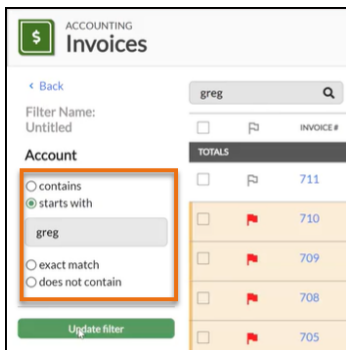 $
ACCOUNTING
Invoices
Back
Filter Name:
Untitled
Account
contains
starts with
greg
exact match
does not contain
Update filter
greg
INVOICE #
TOTALS
711
710
709
708
705